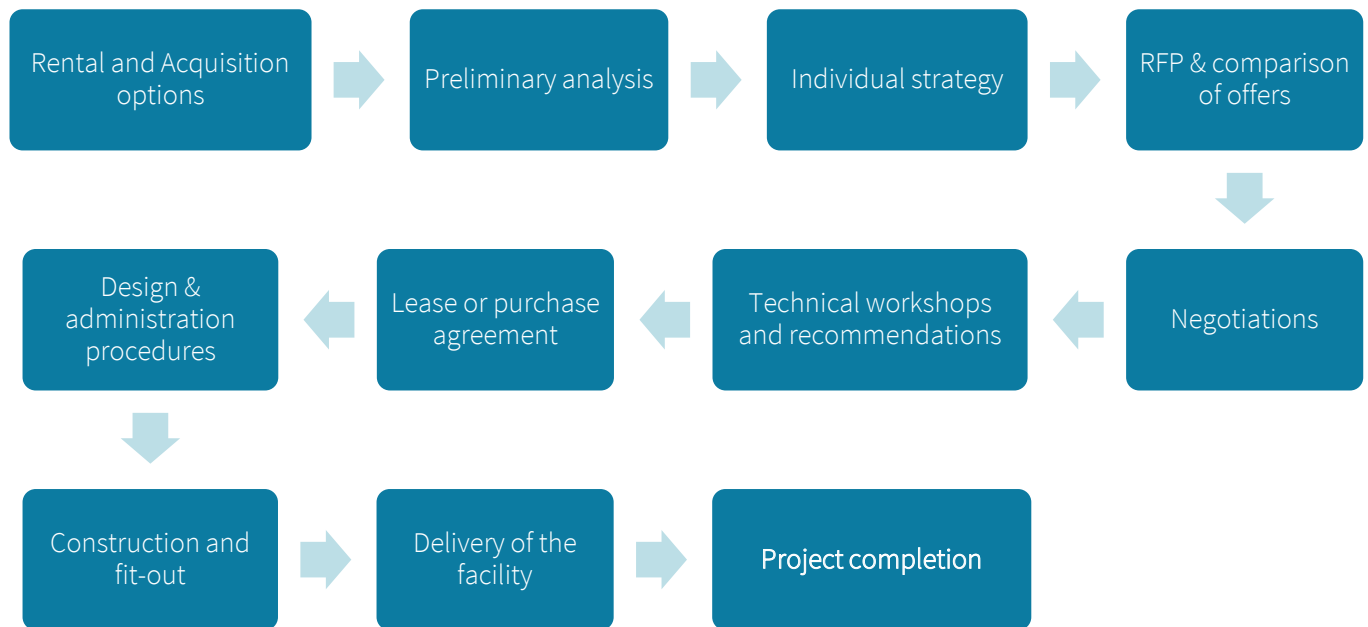 Rental and Acquisition
options
Preliminary analysis
Individual strategy
RFP & comparison
of offers
Negotiations
Technical workshops
and recommendations
Lease or purchase
agreement
Design &
administration
procedures
Construction and
fit-out
Delivery of the
facility
Project completion